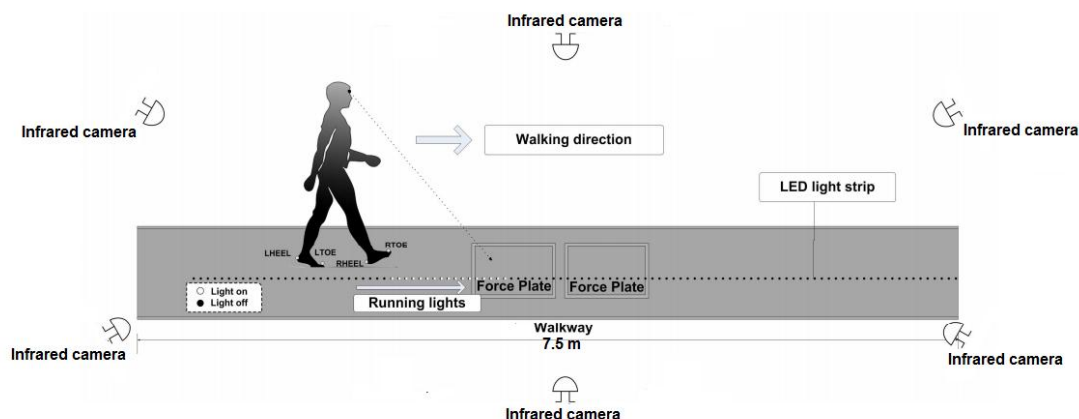 Infrared camera
Infrared camera
Infrared camera
Walking direction
LED light strip
LHEEL
LTOE
RHEEL
RTOE
Light on
Light off
Running lights
Force Plate
Force Plate
Infrared camera
Infrared camera
Walkway
7.5 m
Infrared camera